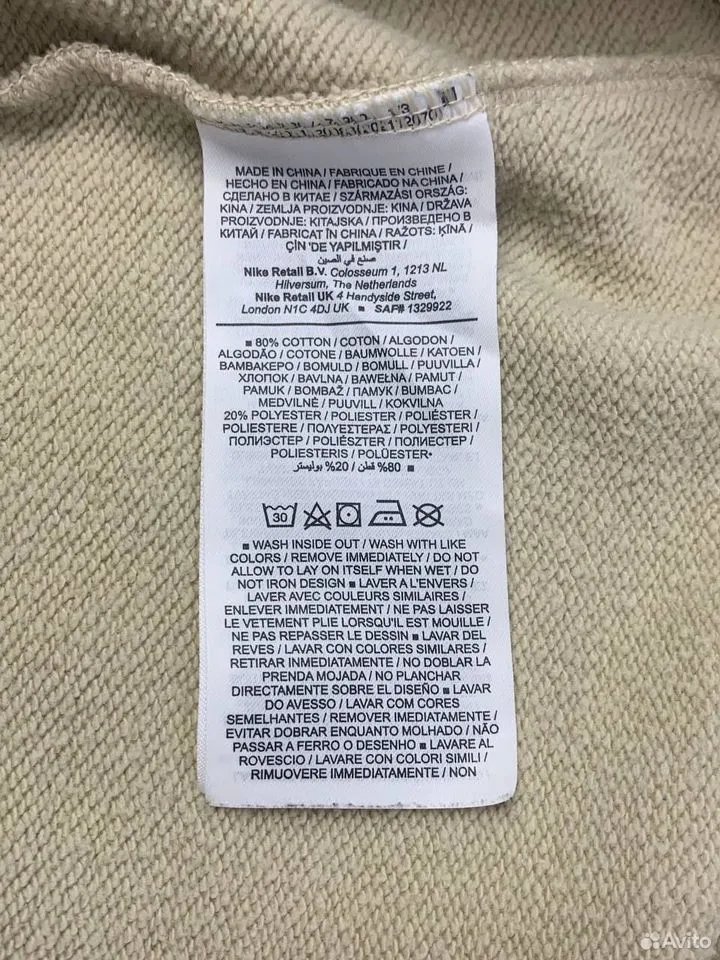 MADE IN CHINA / FABRIQUE EN CHINE /
HECHO EN CHINA / FABRICADO NA CHINA /
СДЕЛАНО В КИТАЕ / SZÁRMAZÁSI ORSZÁG:
KÍNA / ZEMLJA PROIZVODNJE: KINA / DRŽAVA
PROIZVODNJE: KITAJSKA / ПРОИЗВЕДЕНО В
КИТАЙ / FABRICAT ÎN CHINA / RAŽOTS: ĶĪNĀ /
ÇİN 'DE YAPILMIŞTIR /
صنع في الصين
Nike Retail B.V. Colosseum 1, 1213 NL
Hilversum, The Netherlands
Nike Retail UK 4 Handyside Street,
London N1C 4DJ UK ■ SAF# 1329922
■ 80% COTTON / COTON / ALGODON /
ALGODÃO / COTONE / BAUMWOLLE / KATOEN /
ΒΑΜΒΑΚΕΡΟ / BOMULD / BOMULL / PUUVILLA /
ХЛОПОК / BAVLNA / BAWEŁNA / PAMUT /
PAMUK / BOMBAŽ / ПАМУК / BUMBAC /
MEDVILNĖ / PUUVILL / KOKVILNA
20% POLYESTER / POLIESTER / POLIÉSTER /
POLIESTERE / ΠΟΛΥΕΣΤΕΡΑΣ / POLYESTERI /
ПОЛИЭСТЕР / POLIÉSZTER / ПОЛИЕСТЕР /
POLIESTERIS / POLÜESTER
80% قطن / 20% بوليستر ■
30
■ WASH INSIDE OUT / WASH WITH LIKE
COLORS / REMOVE IMMEDIATELY / DO NOT
ALLOW TO LAY ON ITSELF WHEN WET / DO
NOT IRON DESIGN ■ LAVER A L'ENVERS /
LAVER AVEC COULEURS SIMILAIRES /
ENLEVER IMMEDIATEMENT / NE PAS LAISSER
LE VETEMENT PLIE LORSQU'IL EST MOUILLE /
NE PAS REPASSER LE DESSIN ■ LAVAR DEL
REVES / LAVAR CON COLORES SIMILARES /
RETIRAR INMEDIATAMENTE / NO DOBLAR LA
PRENDA MOJADA / NO PLANCHAR
DIRECTAMENTE SOBRE EL DISEÑO ■ LAVAR
DO AVESSO / LAVAR COM CORES
SEMELHANTES / REMOVER IMEDIATAMENTE /
EVITAR DOBRAR ENQUANTO MOLHADO / NÃO
PASSAR A FERRO O DESENHO ■ LAVARE AL
ROVESCIO / LAVARE CON COLORI SIMILI /
RIMUOVERE IMMEDIATAMENTE / NON
Avito